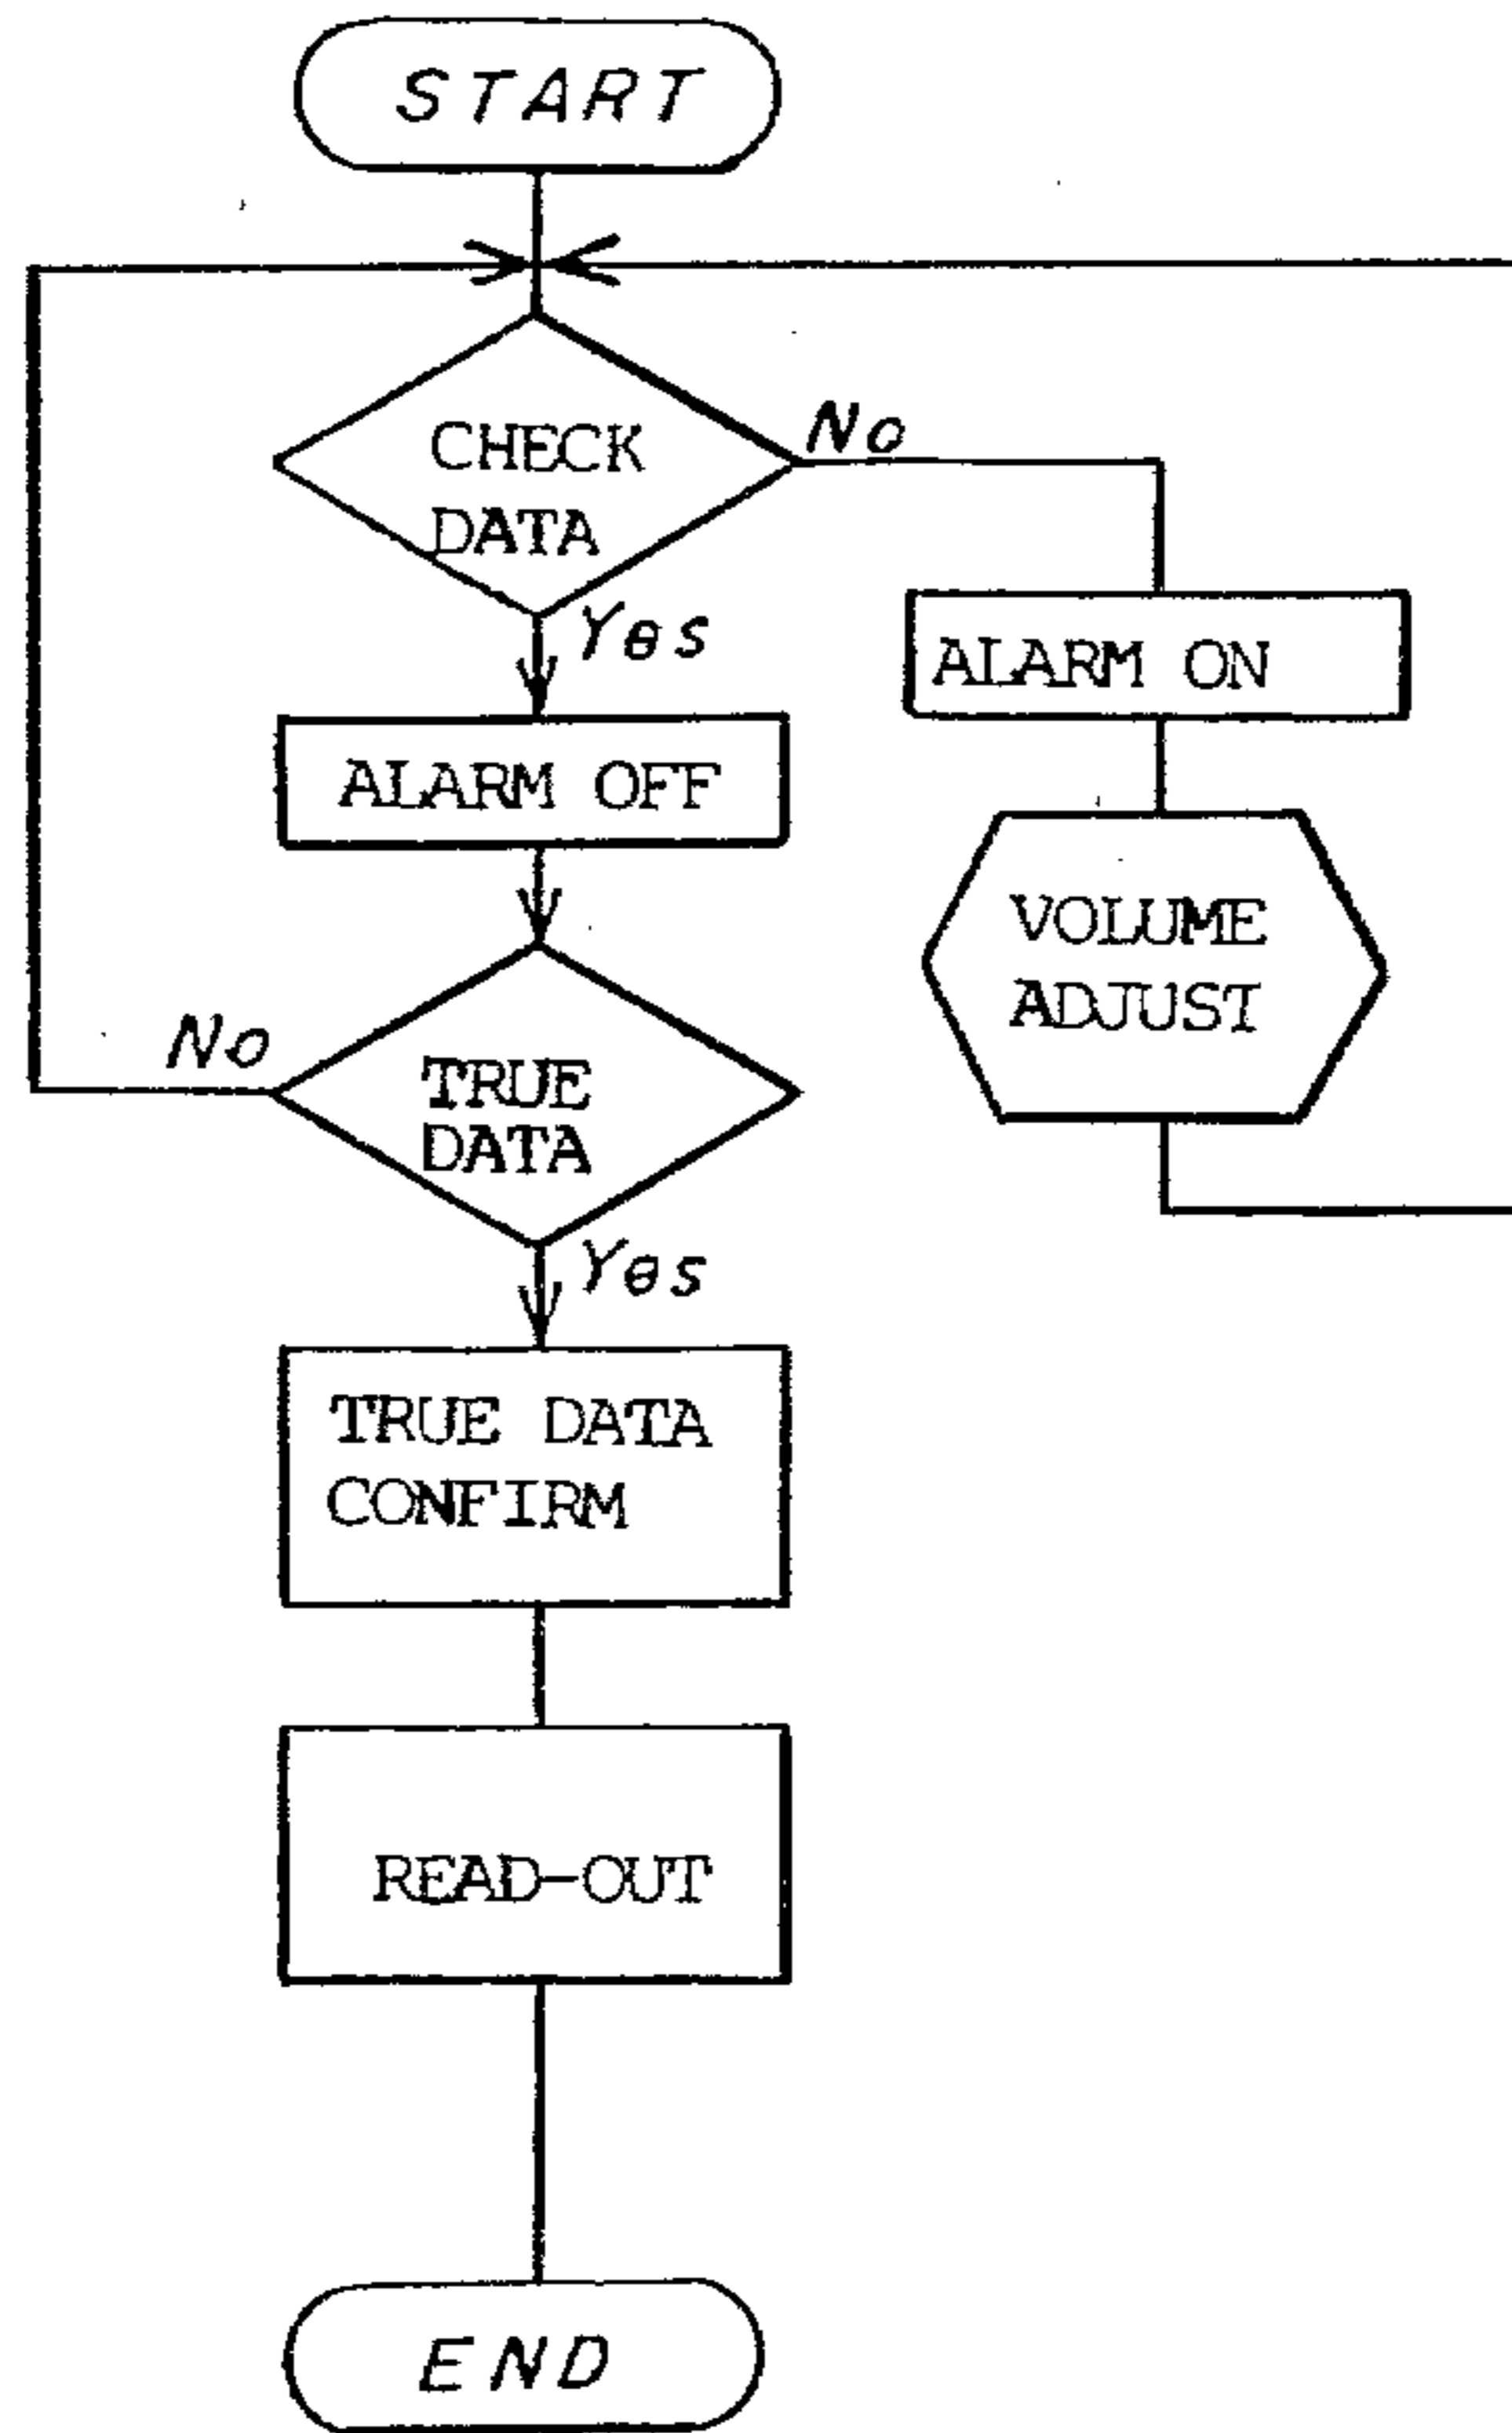 START
CHECK
DATA
No
Yes
ALARM ON
ALARM OFF
VOLUME
ADJUST
No
TRUE
DATA
Yes
TRUE DATA
CONFIRM
READ-OUT
END